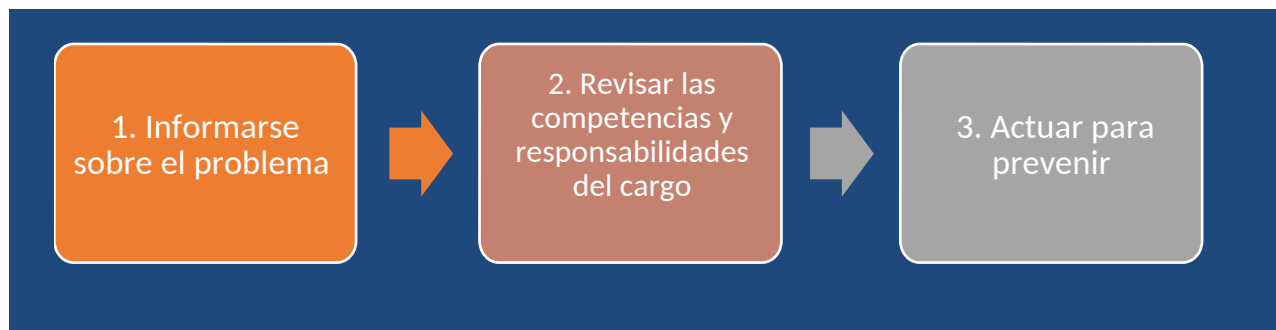 1. Informarse
sobre el problema
2. Revisar las
competencias y
responsabilidades
del cargo
3. Actuar para
prevenir